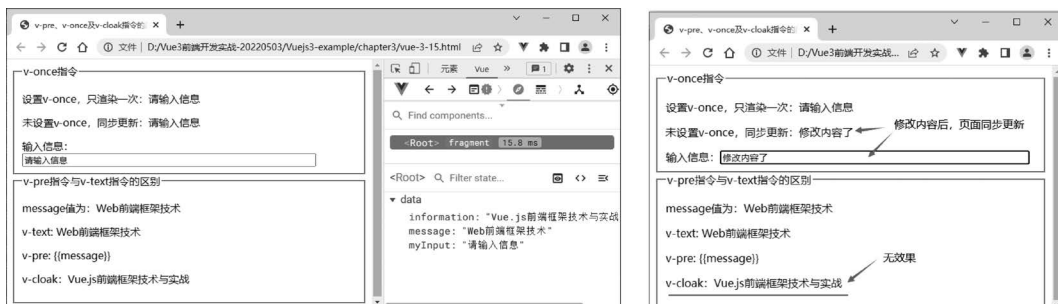 v-pre、v-once及v-cloak指令的
文件 | D:/Vue3前端开发实战-20220503/Vuejs3-example/chapter3/vue-3-15.html
v-once指令
设置v-once，只渲染一次：请输入信息
未设置v-once，同步更新：请输入信息
输入信息：
请输入信息
v-pre指令与v-text指令的区别
message值为：Web前端框架技术
v-text: Web前端框架技术
v-pre: {{message}}
v-cloak：Vue.js前端框架技术与实战
元素 Vue » 1
Find components...
<Root> fragment 15.8 ms
<Root> Filter state...
data
information: "Vue.js前端框架技术与实战
message: "Web前端框架技术"
myInput: "请输入信息"
v-pre、v-once及v-cloak指令的
文件 | D:/Vue3前端开发实战...
v-once指令
设置v-once，只渲染一次：请输入信息
未设置v-once，同步更新：修改内容了
修改内容后，页面同步更新
输入信息：修改内容了
v-pre指令与v-text指令的区别
message值为：Web前端框架技术
v-text: Web前端框架技术
v-pre: {{message}}
无效果
v-cloak：Vue.js前端框架技术与实战